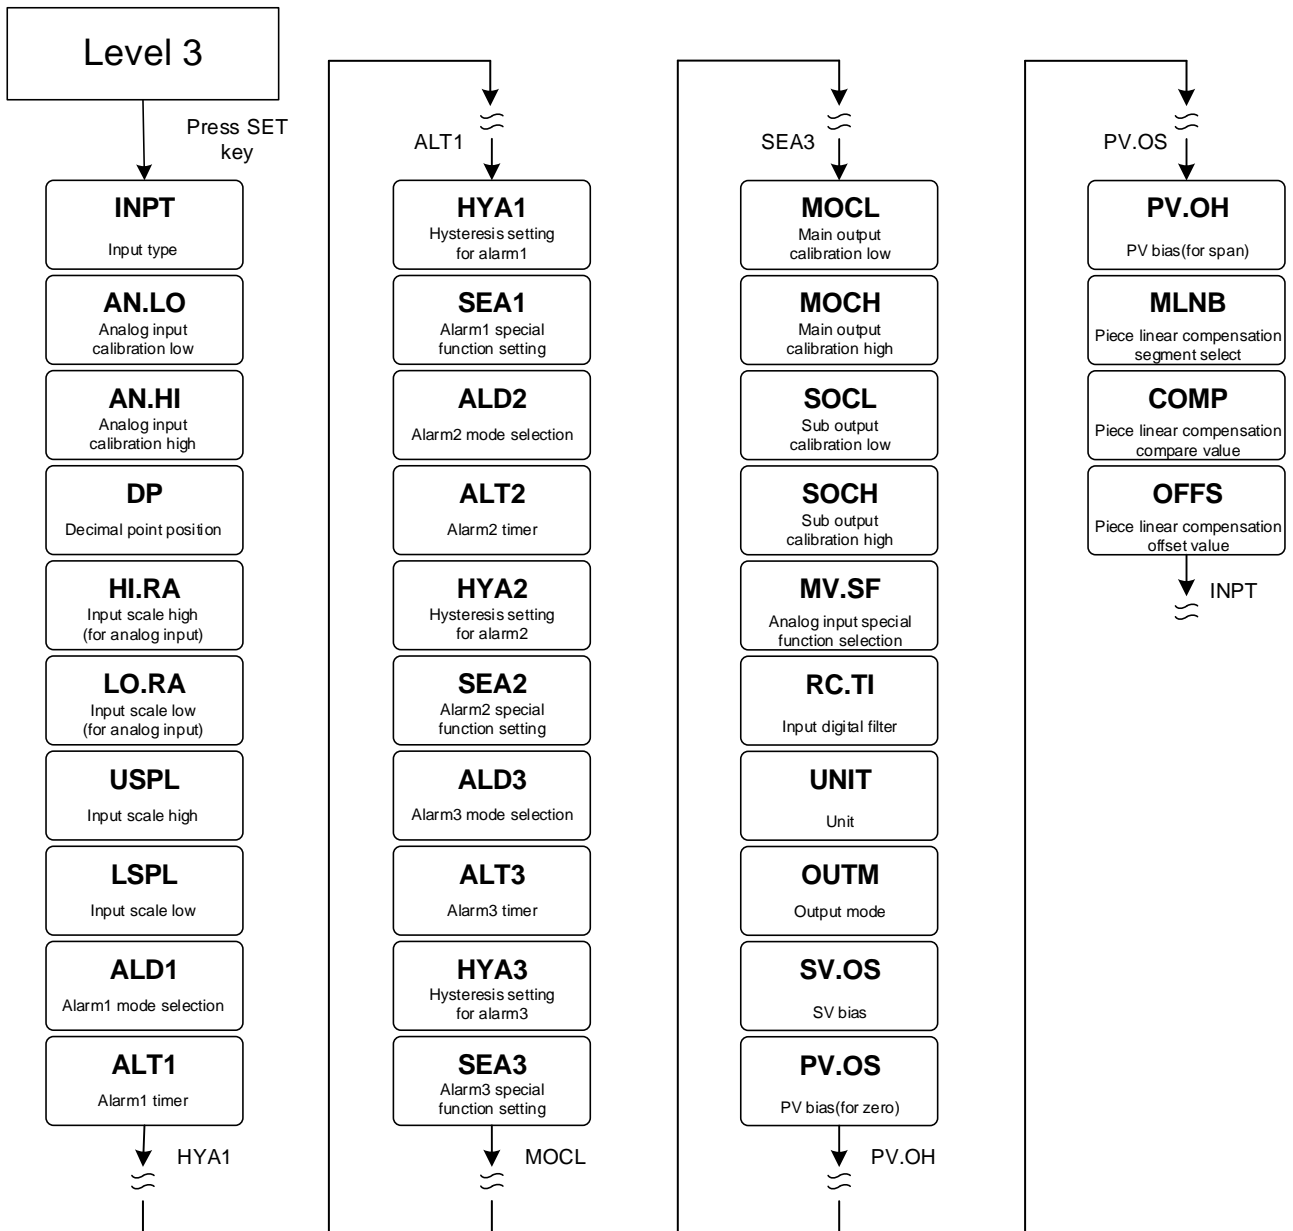 Level 3
Press SET
key
INPT
Input type
AN.LO
Analog input
calibration low
AN.HI
Analog input
calibration high
DP
Decimal point position
HI.RA
Input scale high
(for analog input)
LO.RA
Input scale low
(for analog input)
USPL
Input scale high
LSPL
Input scale low
ALD1
Alarm1 mode selection
ALT1
Alarm1 timer
HYA1
ALT1
HYA1
Hysteresis setting
for alarm1
SEA1
Alarm1 special
function setting
ALD2
Alarm2 mode selection
ALT2
Alarm2 timer
HYA2
Hysteresis setting
for alarm2
SEA2
Alarm2 special
function setting
ALD3
Alarm3 mode selection
ALT3
Alarm3 timer
HYA3
Hysteresis setting
for alarm3
SEA3
Alarm3 special
function setting
MOCL
SEA3
MOCL
Main output
calibration low
MOCH
Main output
calibration high
SOCL
Sub output
calibration low
SOCH
Sub output
calibration high
MV.SF
Analog input special
function selection
RC.TI
Input digital filter
UNIT
Unit
OUTM
Output mode
SV.OS
SV bias
PV.OS
PV bias(for zero)
PV.OH
PV.OS
PV.OH
PV bias(for span)
MLNB
Piece linear compensation
segment select
COMP
Piece linear compensation
compare value
OFFS
Piece linear compensation
offset value
INPT